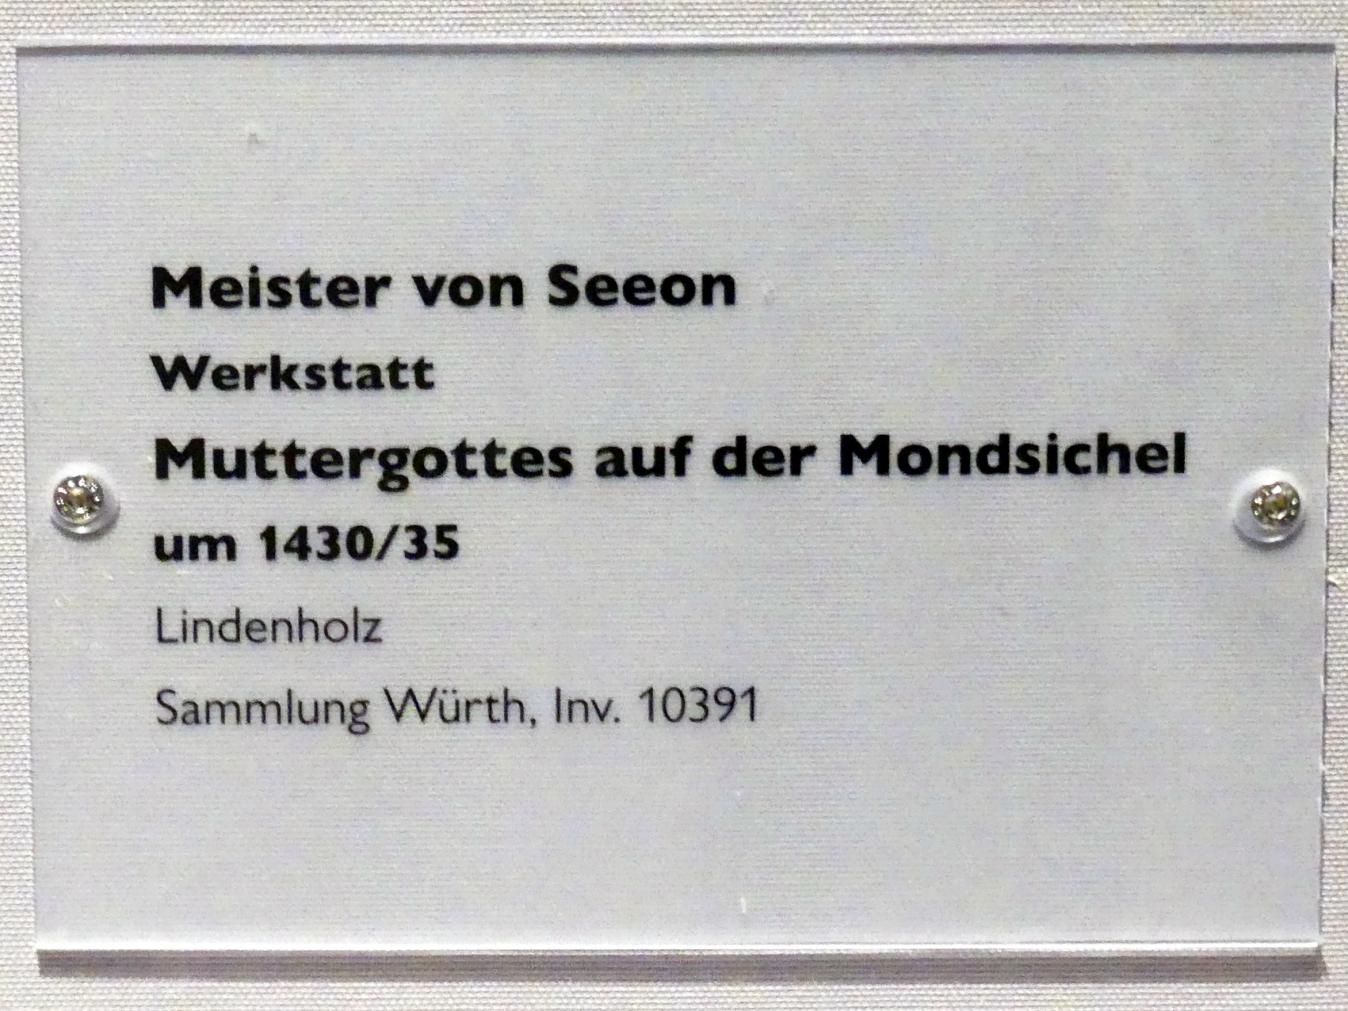 Meister von Seeon
Werkstatt
Muttergottes auf der Mondsichel
um 1430/35
Lindenholz
Sammlung Würth, Inv. 10391